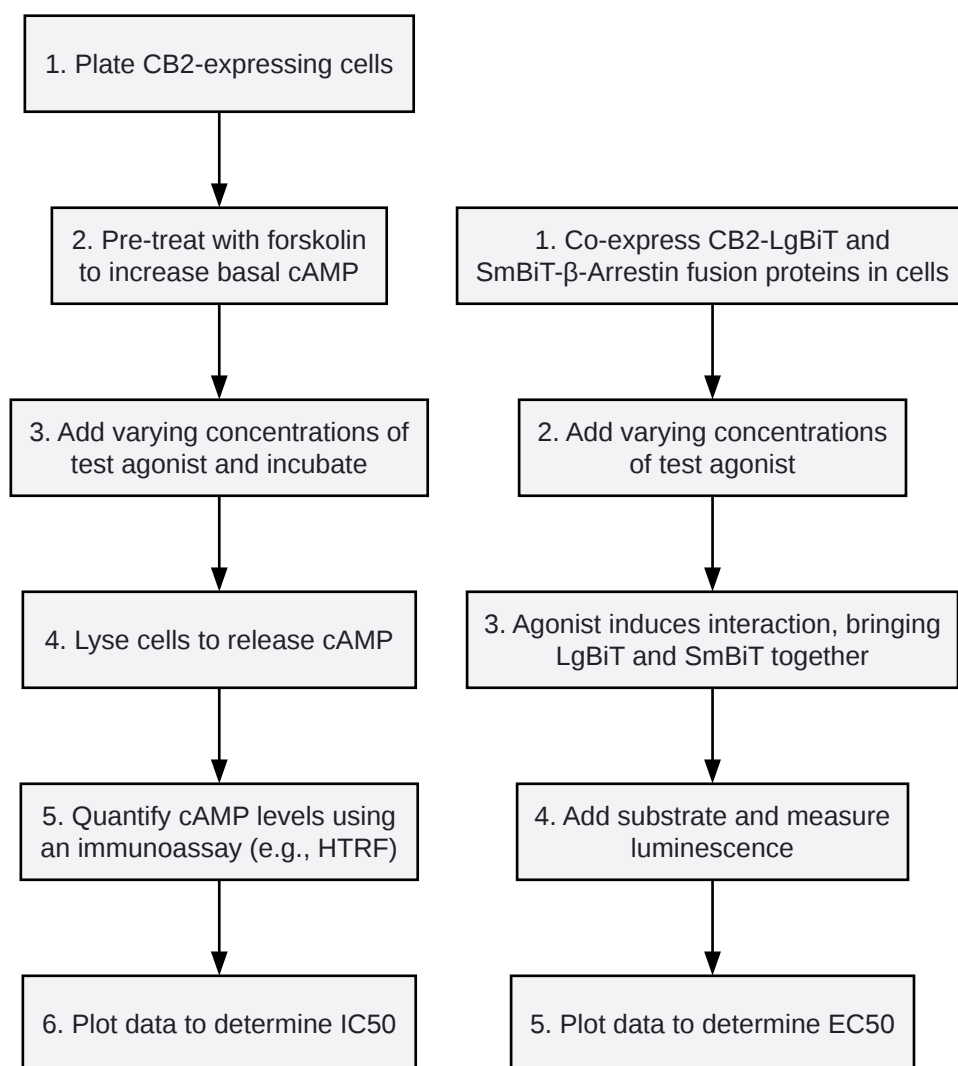 1. Plate CB2-expressing cells
2. Pre-treat with forskolin
to increase basal cAMP
3. Add varying concentrations of
test agonist and incubate
4. Lyse cells to release cAMP
5. Quantify cAMP levels using
an immunoassay (e.g., HTRF)
6. Plot data to determine IC50
1. Co-express CB2-LgBiT and
SmBiT-β-Arrestin fusion proteins in cells
2. Add varying concentrations
of test agonist
3. Agonist induces interaction, bringing
LgBiT and SmBiT together
4. Add substrate and measure
luminescence
5. Plot data to determine EC50